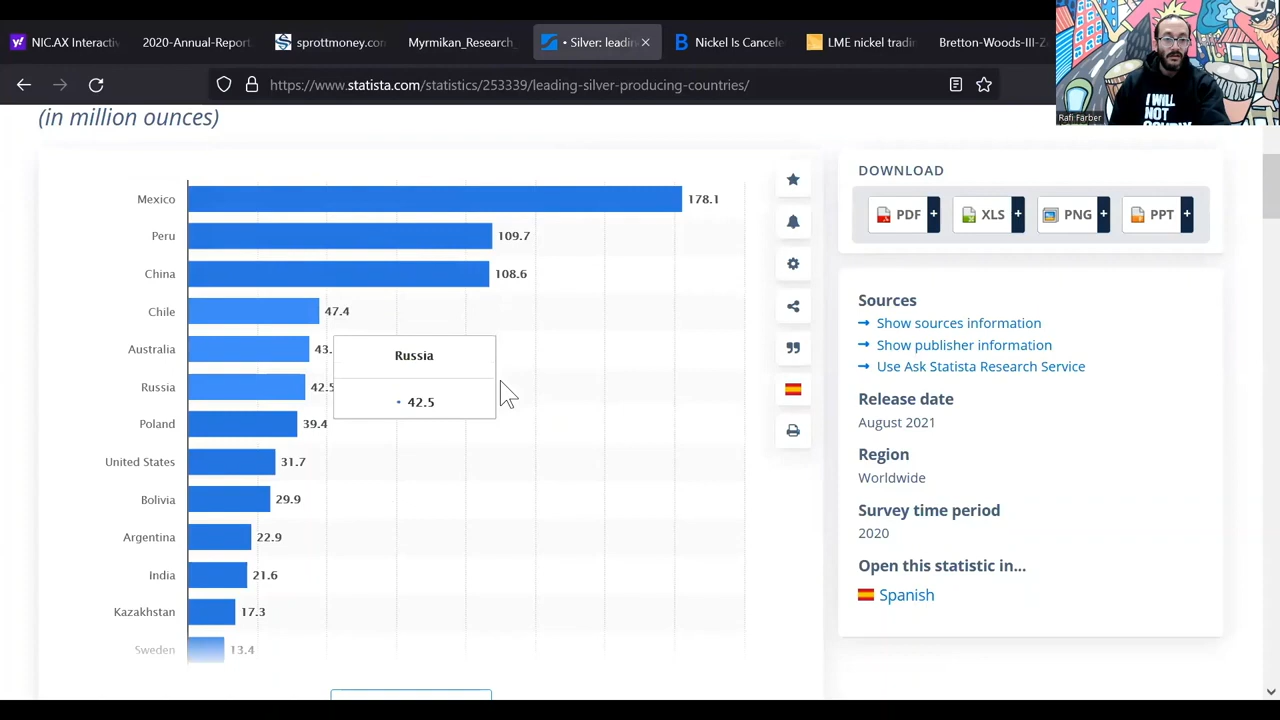 NIC.AX Interacti
2020-Annual-Report
sprottmoney.com
Myrmikan_Research_
• Silver: leadin
Nickel Is Cancele
LME nickel tradi
Bretton-Woods-III-Z
https://www.statista.com/statistics/253339/leading-silver-producing-countries/
I WILL
NOT
Rafi Farber
(in million ounces)
Mexico 178.1
Peru 109.7
China 108.6
Chile 47.4
Australia 43.
Russia 42.5
Russia
• 42.5
Poland 39.4
United States 31.7
Bolivia 29.9
Argentina 22.9
India 21.6
Kazakhstan 17.3
Sweden 13.4
DOWNLOAD
PDF + XLS + PNG + PPT +
Sources
→ Show sources information
→ Show publisher information
→ Use Ask Statista Research Service
Release date
August 2021
Region
Worldwide
Survey time period
2020
Open this statistic in...
Spanish